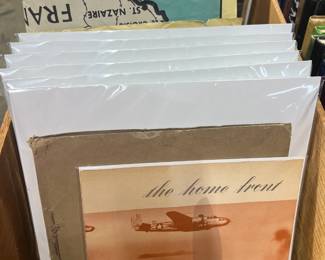 ST. NAZAIRE
FRAN
the home front